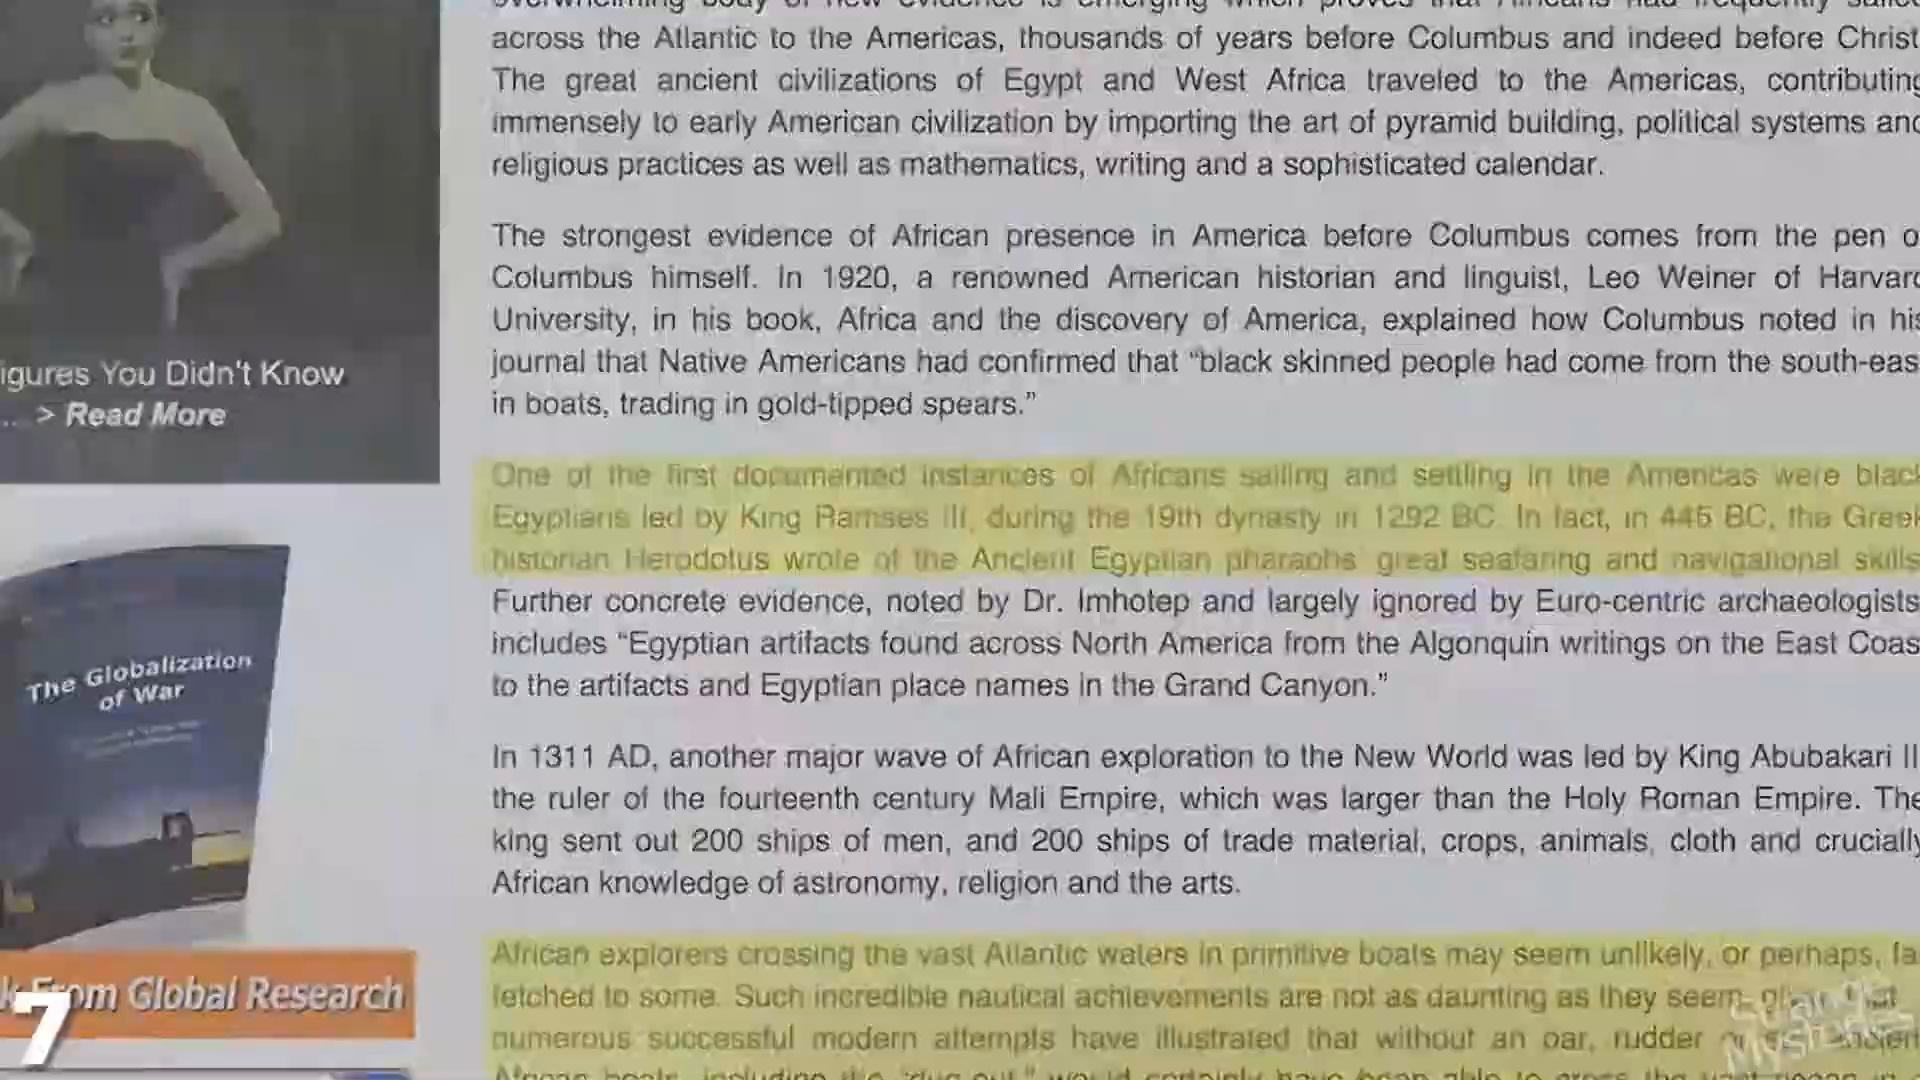 across the Atlantic to the Americas, thousands of years before Columbus and indeed before Christ
The great ancient civilizations of Egypt and West Africa traveled to the Americas, contributing
immensely to early American civilization by importing the art of pyramid building, political systems and
religious practices as well as mathematics, writing and a sophisticated calendar.
The strongest evidence of African presence in America before Columbus comes from the pen o
Columbus himself. In 1920, a renowned American historian and linguist, Leo Weiner of Harvard
University, in his book, Africa and the discovery of America, explained how Columbus noted in his
journal that Native Americans had confirmed that “black skinned people had come from the south-eas
in boats, trading in gold-tipped spears.”
One of the first documented instances of Africans sailing and settling in the Americas were black
Egyptians led by King Ramses III, during the 19th dynasty in 1292 BC. In fact, in 445 BC, the Greek
historian Herodotus wrote of the Ancient Egyptian pharaohs' great seafaring and navigational skills
Further concrete evidence, noted by Dr. Imhotep and largely ignored by Euro-centric archaeologists
includes “Egyptian artifacts found across North America from the Algonquin writings on the East Coas
to the artifacts and Egyptian place names in the Grand Canyon.”
In 1311 AD, another major wave of African exploration to the New World was led by King Abubakari II
the ruler of the fourteenth century Mali Empire, which was larger than the Holy Roman Empire. The
king sent out 200 ships of men, and 200 ships of trade material, crops, animals, cloth and crucially
African knowledge of astronomy, religion and the arts.
African explorers crossing the vast Atlantic waters in primitive boats may seem unlikely, or perhaps, fa
fetched to some. Such incredible nautical achievements are not as daunting as they seem,
numerous successful modern attempts have illustrated that without an oar, rudder
igures You Didn't Know
... > Read More
The Globalization
of War
From Global Research
7
Strange
Mysteries